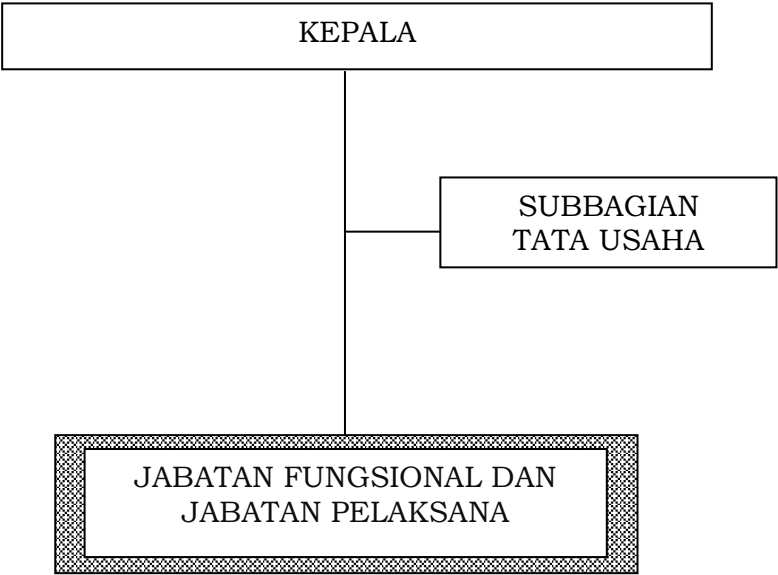 KEPALA
SUBBAGIAN
TATA USAHA
JABATAN FUNGSIONAL DAN
JABATAN PELAKSANA